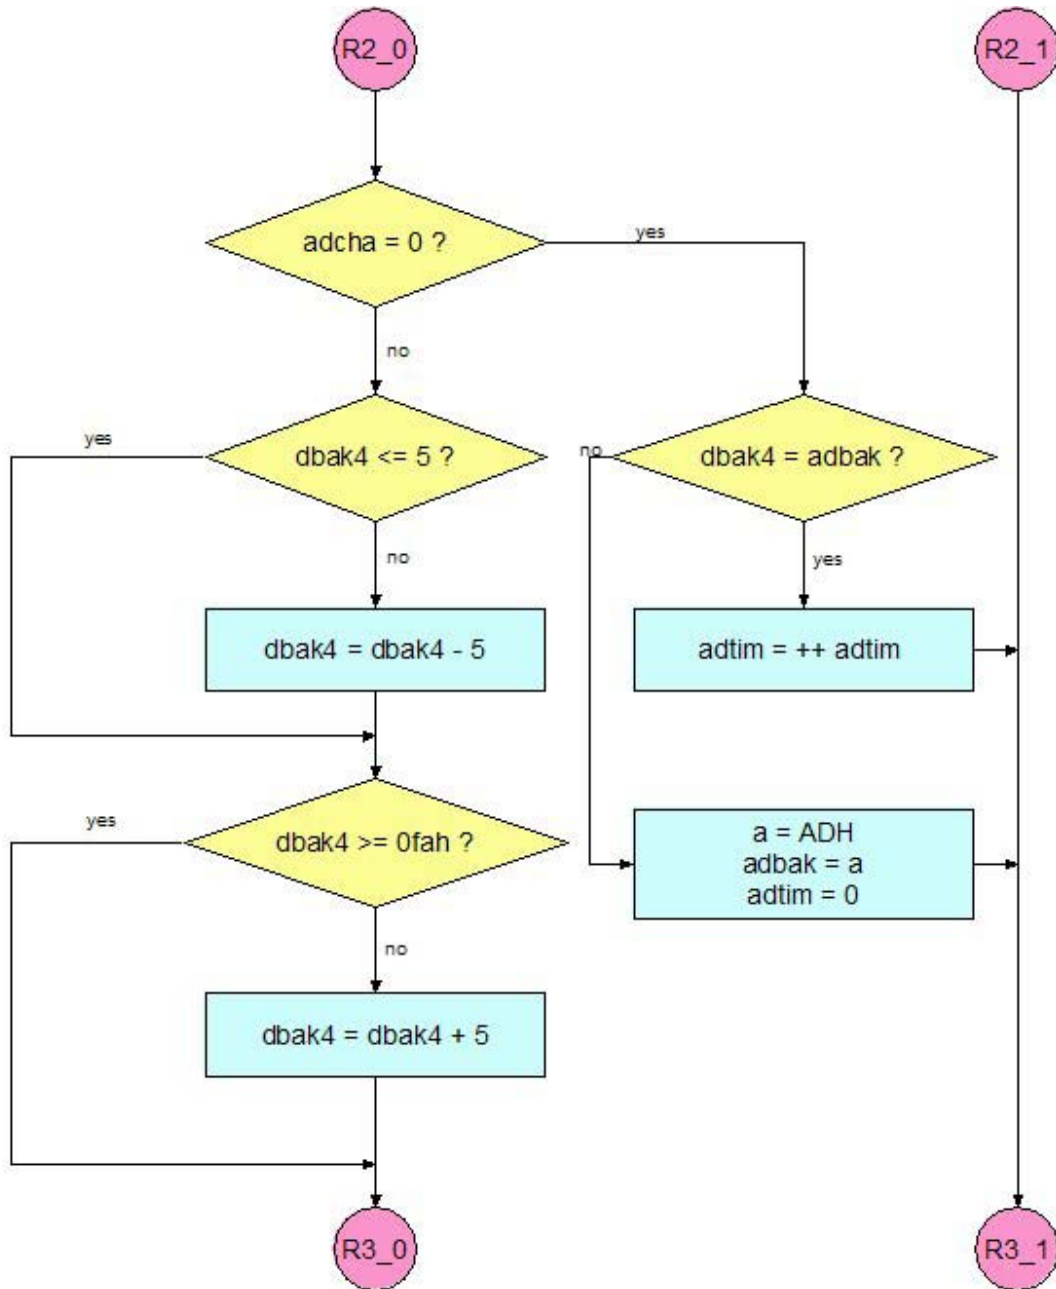 R2_0
R2_1
adcha = 0 ?
yes
no
yes
dbak4 <= 5 ?
no
dbak4 = adbak ?
no
yes
dbak4 = dbak4 - 5
adtim = ++ adtim
yes
dbak4 >= 0fah ?
a = ADH
adbak = a
adtim = 0
no
dbak4 = dbak4 + 5
R3_0
R3_1